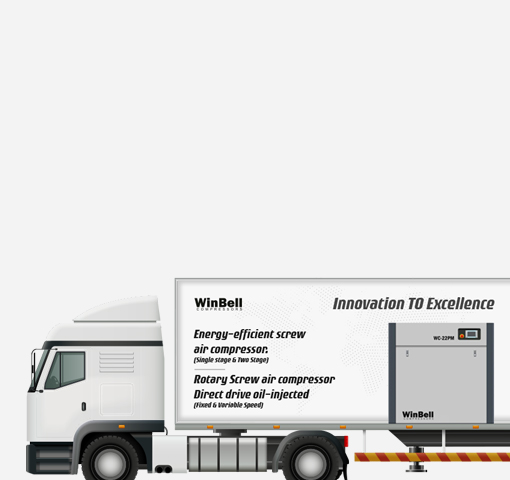 WinBell
COMPRESSORS
Innovation TO Excellence
Energy-efficient screw
air compressor.
(Single stage & Two Stage)
Rotary Screw air compressor
Direct drive oil-injected
(Fixed & Variable Speed)
WC-22PM
WinBell